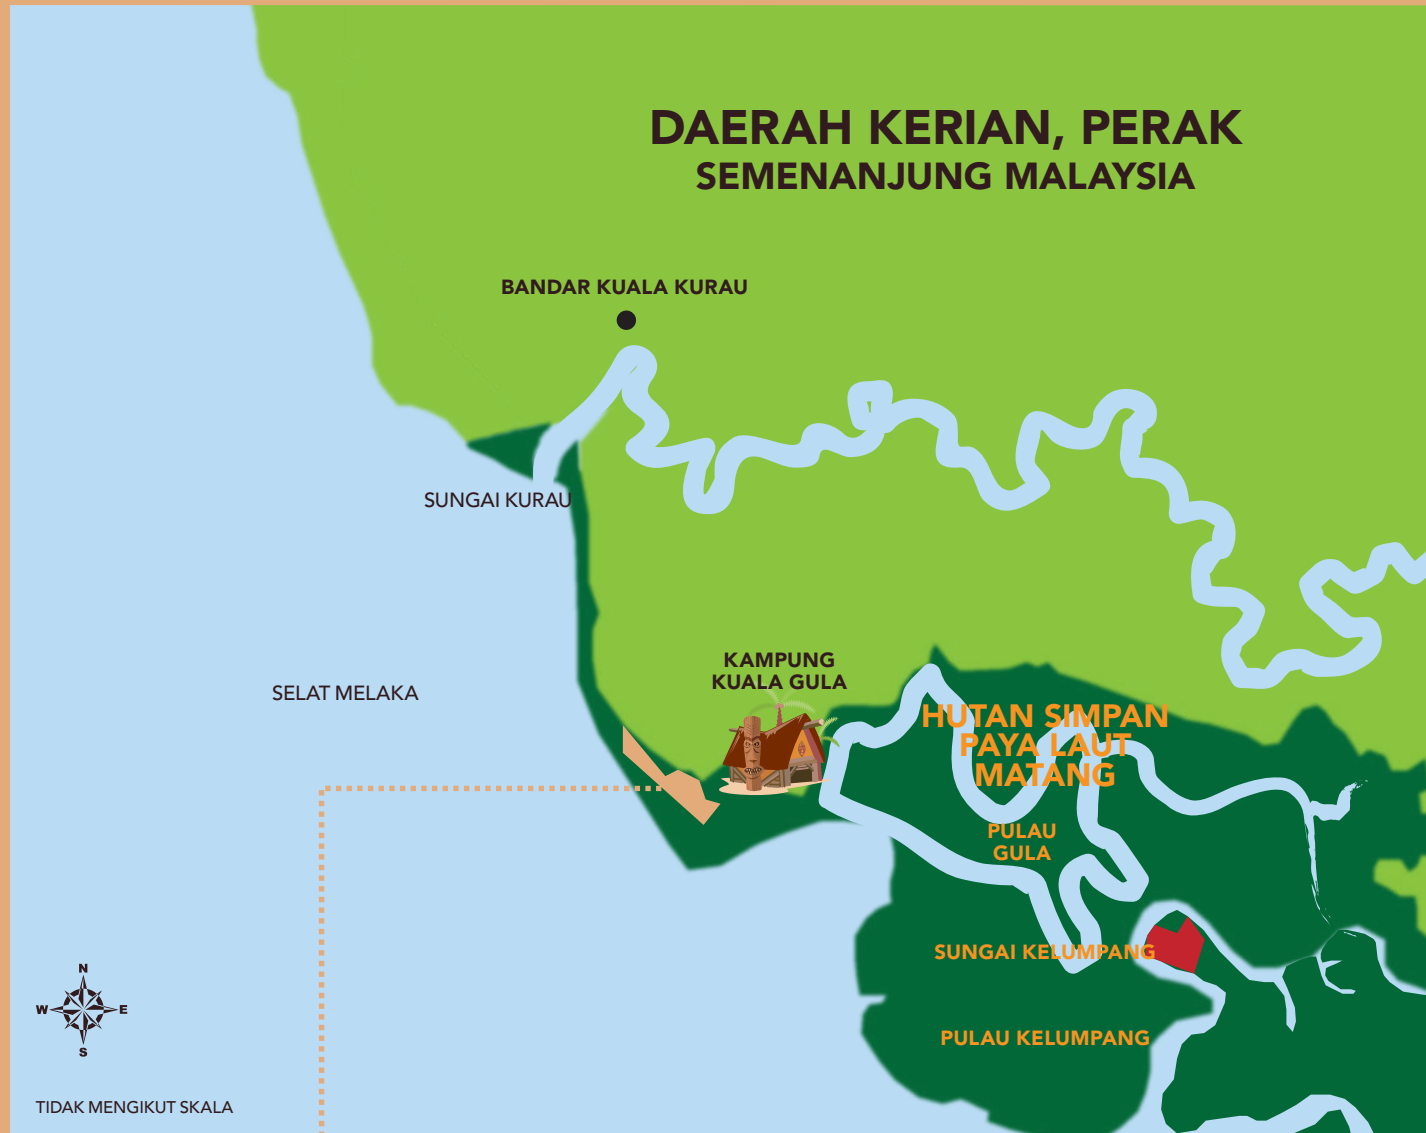 DAERAH KERIAN, PERAK
SEMENANJUNG MALAYSIA
BANDAR KUALA KURAU
SUNGAI KURAU
KAMPUNG
KUALA GULA
SELAT MELAKA
HUTAN SIMPAN
PAYA LAUT
MATANG
PULAU
GULA
SUNGAI KELUMPANG
N
W
E
S
PULAU KELUMPANG
TIDAK MENGIKUT SKALA